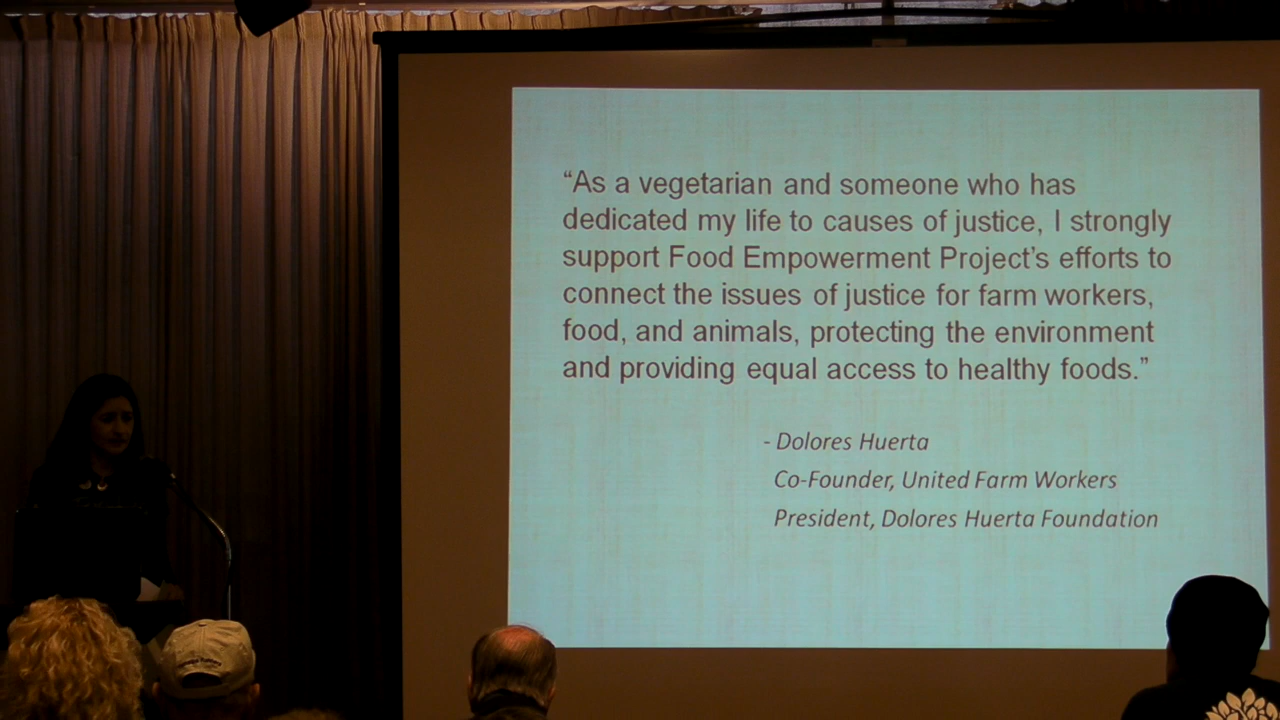 “As a vegetarian and someone who has
dedicated my life to causes of justice, I strongly
support Food Empowerment Project’s efforts to
connect the issues of justice for farm workers,
food, and animals, protecting the environment
and providing equal access to healthy foods.”
- Dolores Huerta
Co-Founder, United Farm Workers
President, Dolores Huerta Foundation